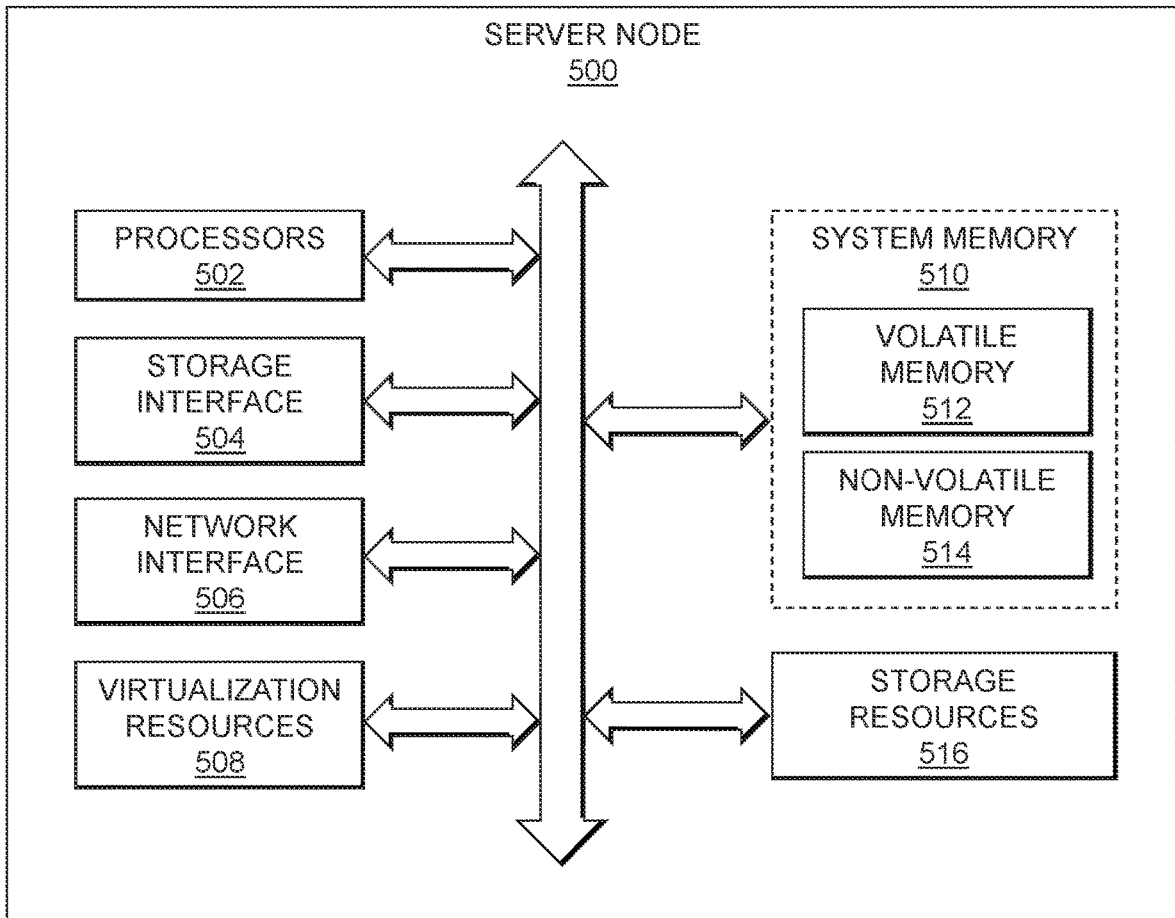 SERVER NODE
500
PROCESSORS
502
STORAGE
INTERFACE
504
NETWORK
INTERFACE
506
VIRTUALIZATION
RESOURCES
508
SYSTEM MEMORY
510
VOLATILE
MEMORY
512
NON-VOLATILE
MEMORY
514
STORAGE
RESOURCES
516